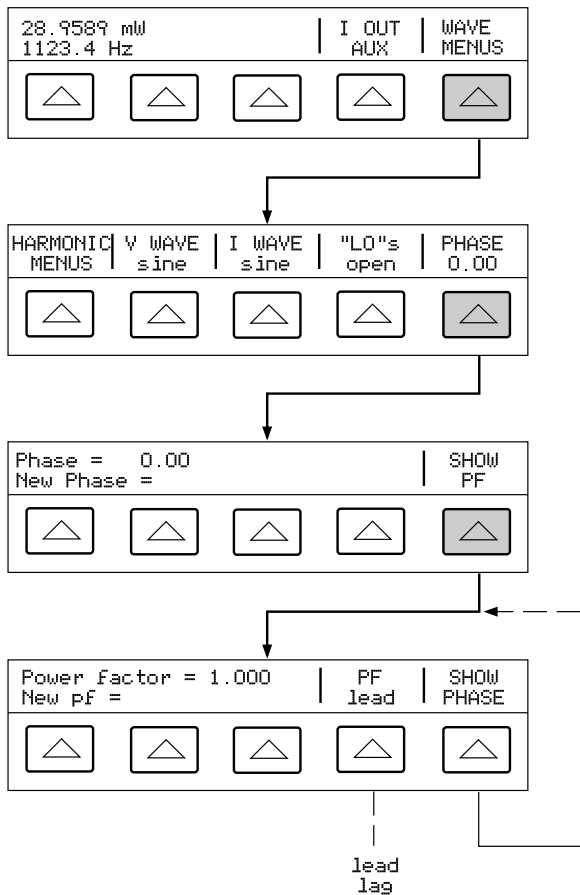 28.9589 mW
1123.4 Hz
I OUT
AUX
WAVE
MENUS
HARMONIC
MENUS
V WAVE
sine
I WAVE
sine
"LO"s
open
PHASE
0.00
Phase = 0.00
New Phase =
SHOW
PF
Power factor = 1.000
New pf =
PF
lead
SHOW
PHASE
lead
lag